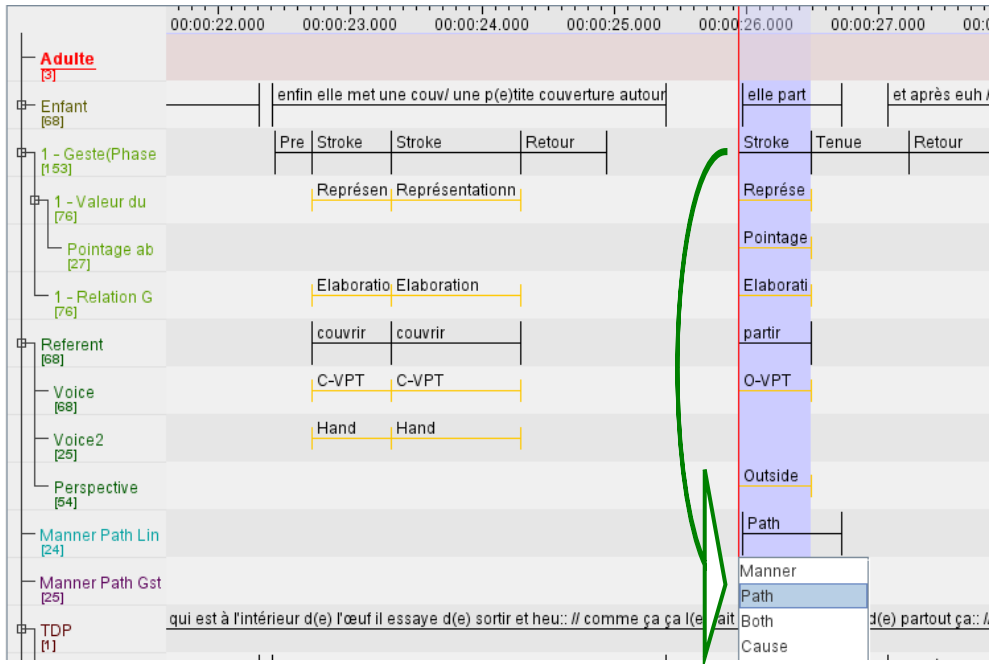 00:00:22.000 00:00:23.000 00:00:24.000 00:00:25.000 00:00:26.000 00:00:27.000 00:0
Adulte
[3]
Enfant enfin elle met une couv/ une p(e)tite couverture autour elle part et après euh /
[68]
1 - Geste(Phase Pre Stroke Stroke Retour Stroke Tenue Retour
[153]
1 - Valeur du Représen Représentationn Représe
[76]
Pointage ab Pointage
[27]
1 - Relation G Elaboratio Elaboration Elaborati
[76]
Referent couvrir couvrir partir
[68]
Voice C-VPT C-VPT O-VPT
[68]
Voice2 Hand Hand
[25]
Perspective Outside
[54]
Manner Path Lin Path
[24]
Manner
Manner Path Gst Path
[25]
TDP qui est à l'intérieur d(e) l'œuf il essaye d(e) sortir et heu:: // comme ça ça l(e) ait Both d(e) partout ça:: //
[1]
Cause